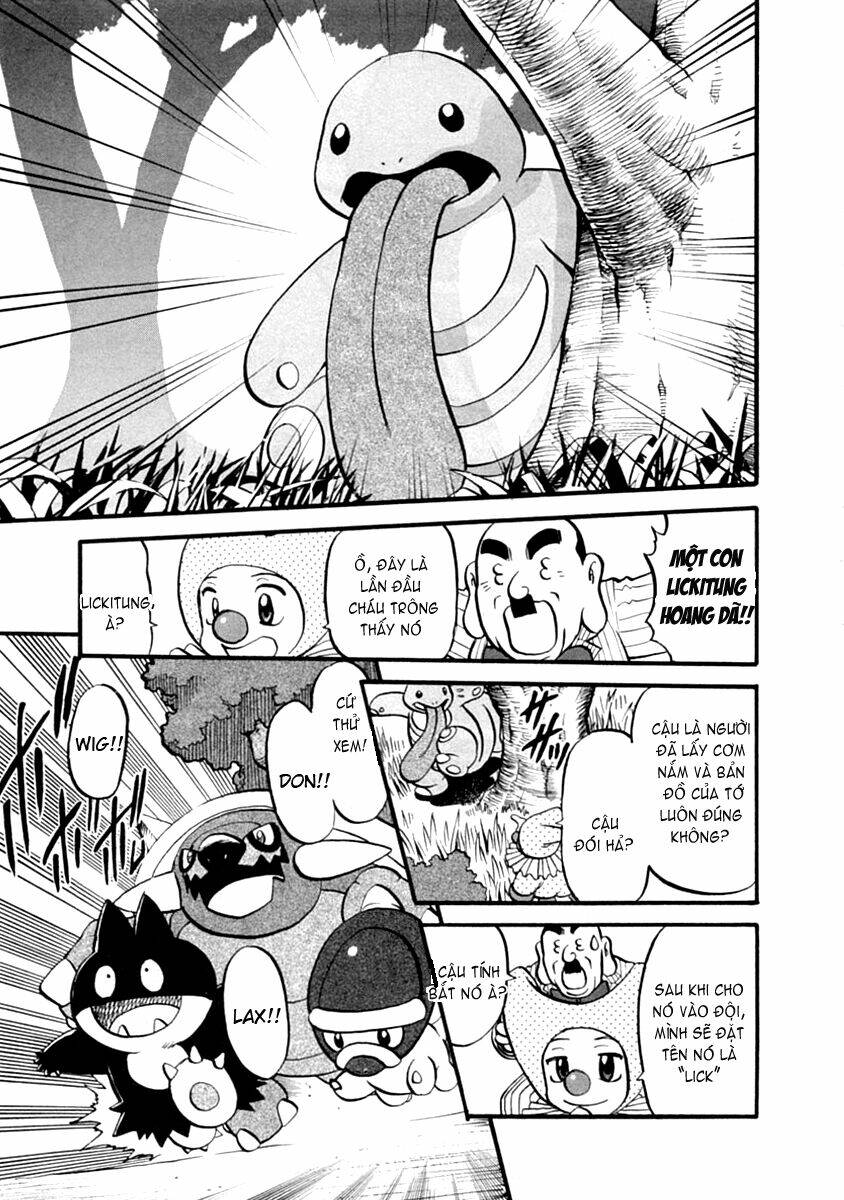 MỘT CON
LICKITUNG
HOANG DÃ!!
Ồ, ĐÂY LÀ
LẦN ĐẦU
CHÁU TRÔNG
THẤY NÓ
LICKITUNG,
À?
CẬU LÀ NGƯỜI
ĐÃ LẤY CƠM
NẮM VÀ BẢN
ĐỒ CỦA TỚ
LUÔN ĐÚNG
KHÔNG?
CẬU
ĐÓI HẢ?
SAU KHI CHO
NÓ VÀO ĐỘI,
MÌNH SẼ ĐẶT
TÊN NÓ LÀ
"LICK"
CẬU TÍNH
BẮT NÓ À?
CỨ
THỬ
XEM!
DON!!
WIG!!
LAX!!